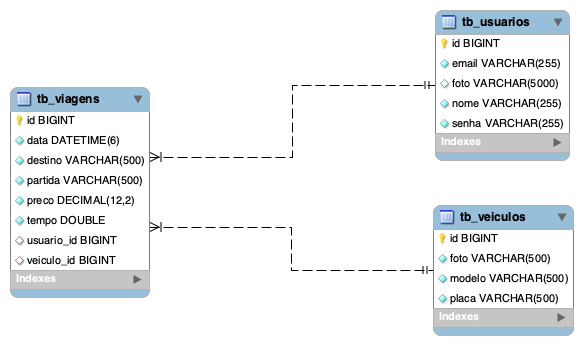 tb_usuarios
id BIGINT
email VARCHAR(255)
foto VARCHAR(5000)
nome VARCHAR(255)
senha VARCHAR(255)
Indexes
tb_viagens
id BIGINT
data DATETIME(6)
destino VARCHAR(500)
partida VARCHAR(500)
preco DECIMAL(12,2)
tempo DOUBLE
usuario_id BIGINT
veiculo_id BIGINT
Indexes
tb_veiculos
id BIGINT
foto VARCHAR(500)
modelo VARCHAR(500)
placa VARCHAR(500)
Indexes